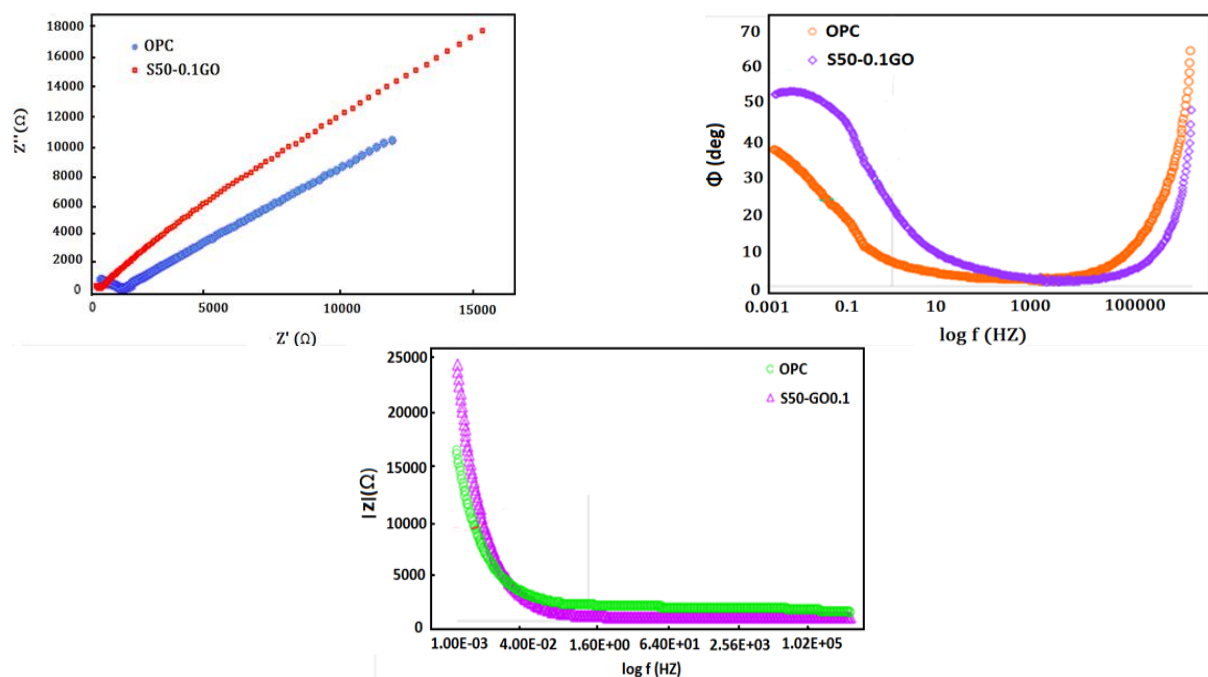 18000
16000
14000
12000
10000
8000
6000
4000
2000
0
Z''(Ω)
OPC
S50-0.1GO
0
5000
10000
15000
Z' (Ω)
70
60
50
40
30
20
10
0
Φ (deg)
OPC
S50-0.1GO
0.001
0.1
10
1000
100000
log f (HZ)
25000
20000
15000
10000
5000
0
|z|(Ω)
OPC
S50-GO0.1
1.00E-03
4.00E-02
1.60E+00
6.40E+01
2.56E+03
1.02E+05
log f (HZ)